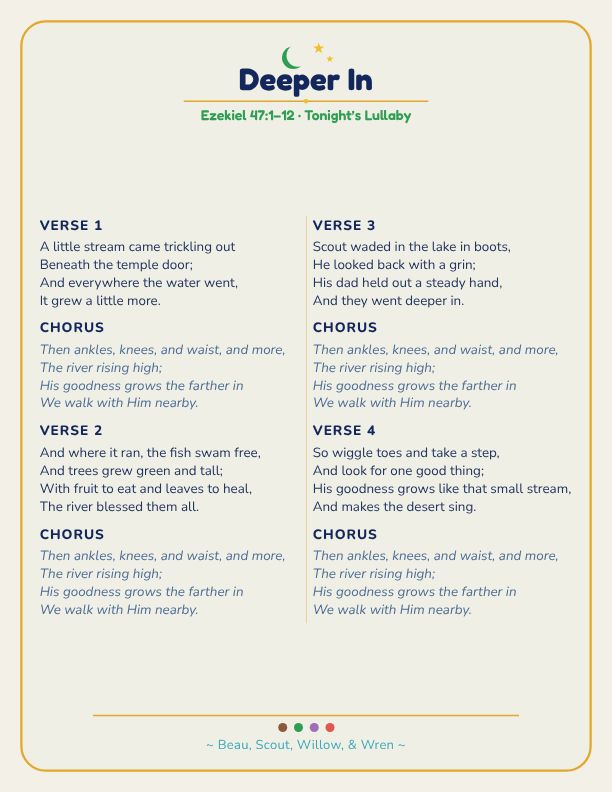 Deeper In
Ezekiel 47:1–12 · Tonight's Lullaby
VERSE 1
A little stream came trickling out
Beneath the temple door;
And everywhere the water went,
It grew a little more.
CHORUS
Then ankles, knees, and waist, and more,
The river rising high;
His goodness grows the farther in
We walk with Him nearby.
VERSE 2
And where it ran, the fish swam free,
And trees grew green and tall;
With fruit to eat and leaves to heal,
The river blessed them all.
CHORUS
Then ankles, knees, and waist, and more,
The river rising high;
His goodness grows the farther in
We walk with Him nearby.
VERSE 3
Scout waded in the lake in boots,
He looked back with a grin;
His dad held out a steady hand,
And they went deeper in.
CHORUS
Then ankles, knees, and waist, and more,
The river rising high;
His goodness grows the farther in
We walk with Him nearby.
VERSE 4
So wiggle toes and take a step,
And look for one good thing;
His goodness grows like that small stream,
And makes the desert sing.
CHORUS
Then ankles, knees, and waist, and more,
The river rising high;
His goodness grows the farther in
We walk with Him nearby.
~ Beau, Scout, Willow, & Wren ~